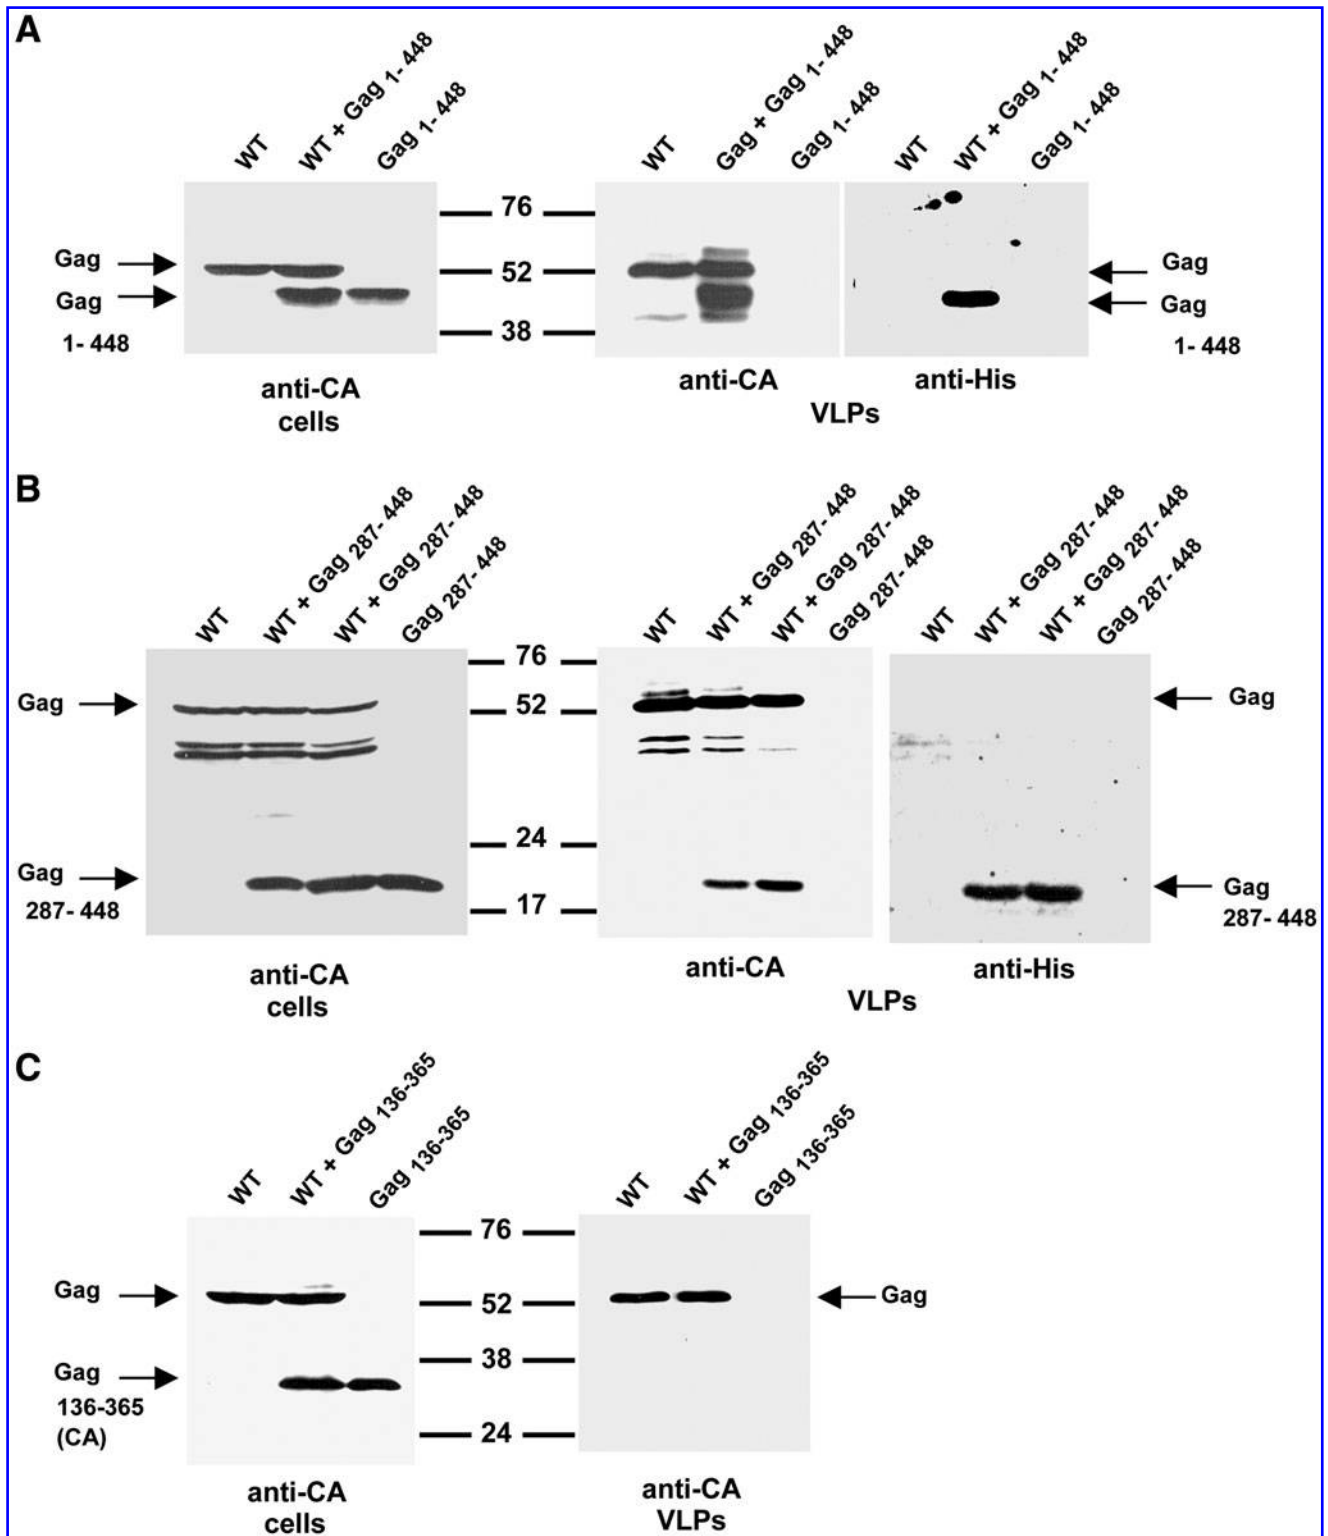 A
WT
WT + Gag 1- 448
Gag 1- 448
WT
Gag + Gag 1- 448
Gag 1- 448
WT
WT + Gag 1- 448
Gag 1- 448
Gag
Gag
1- 448
76
52
38
Gag
Gag
1- 448
anti-CA
cells
anti-CA
anti-His
VLPs
B
WT
WT + Gag 287- 448
WT + Gag 287- 448
Gag 287- 448
WT
WT + Gag 287- 448
WT + Gag 287- 448
Gag 287- 448
WT
WT + Gag 287- 448
WT + Gag 287- 448
Gag 287- 448
Gag
Gag
287- 448
76
52
24
17
Gag
Gag
287- 448
anti-CA
cells
anti-CA
anti-His
VLPs
C
WT
WT + Gag 136-365
Gag 136-365
WT
WT + Gag 136-365
Gag 136-365
Gag
Gag
136-365
(CA)
76
52
38
24
Gag
anti-CA
cells
anti-CA
VLPs